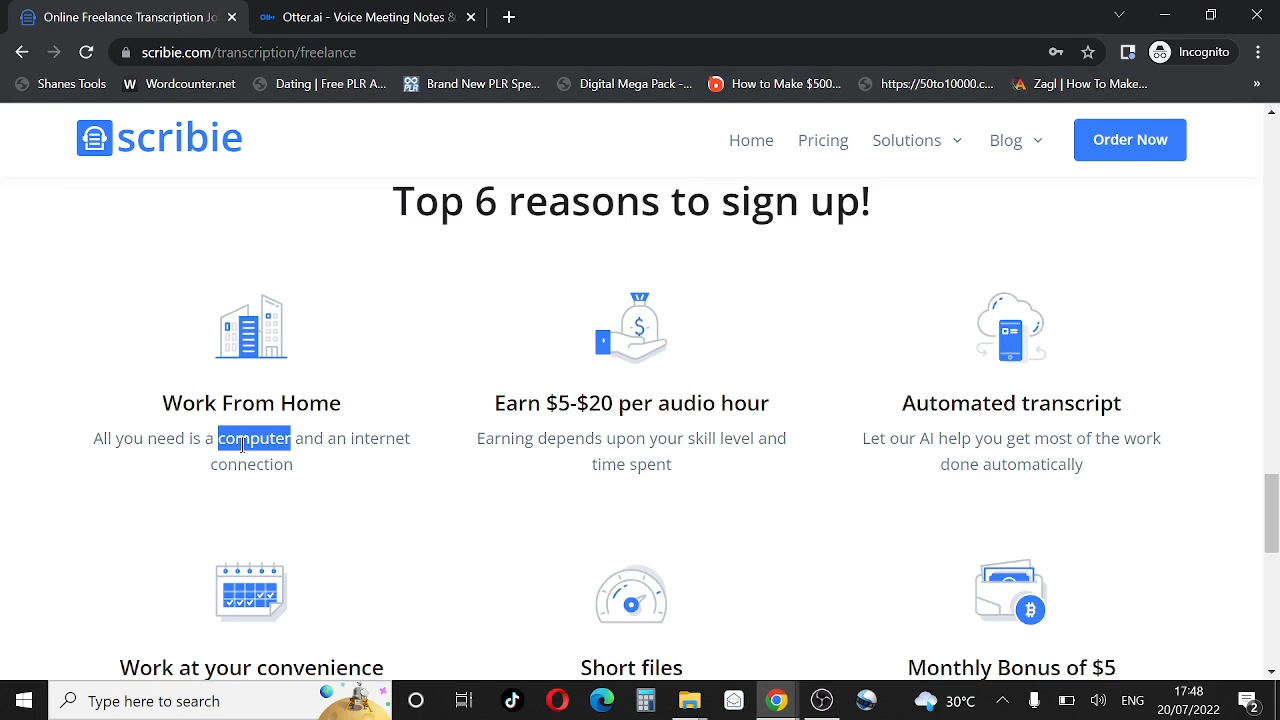 Online Freelance Transcription Jo
Otter.ai - Voice Meeting Notes &
scribie.com/transcription/freelance
Incognito
Shanes Tools
Wordcounter.net
Dating | Free PLR A...
Brand New PLR Spe...
Digital Mega Pack -...
How to Make $500...
https://50to10000.c...
Zagl | How To Make...
»
scribie
Home
Pricing
Solutions
Blog
Order Now
Top 6 reasons to sign up!
Work From Home
All you need is a computer and an internet
connection
Earn $5-$20 per audio hour
Earning depends upon your skill level and
time spent
Automated transcript
Let our AI help you get most of the work
done automatically
Work at your convenience
Short files
Monthly Bonus of $5
Type here to search
30°C
ENG
17:48
20/07/2022
2